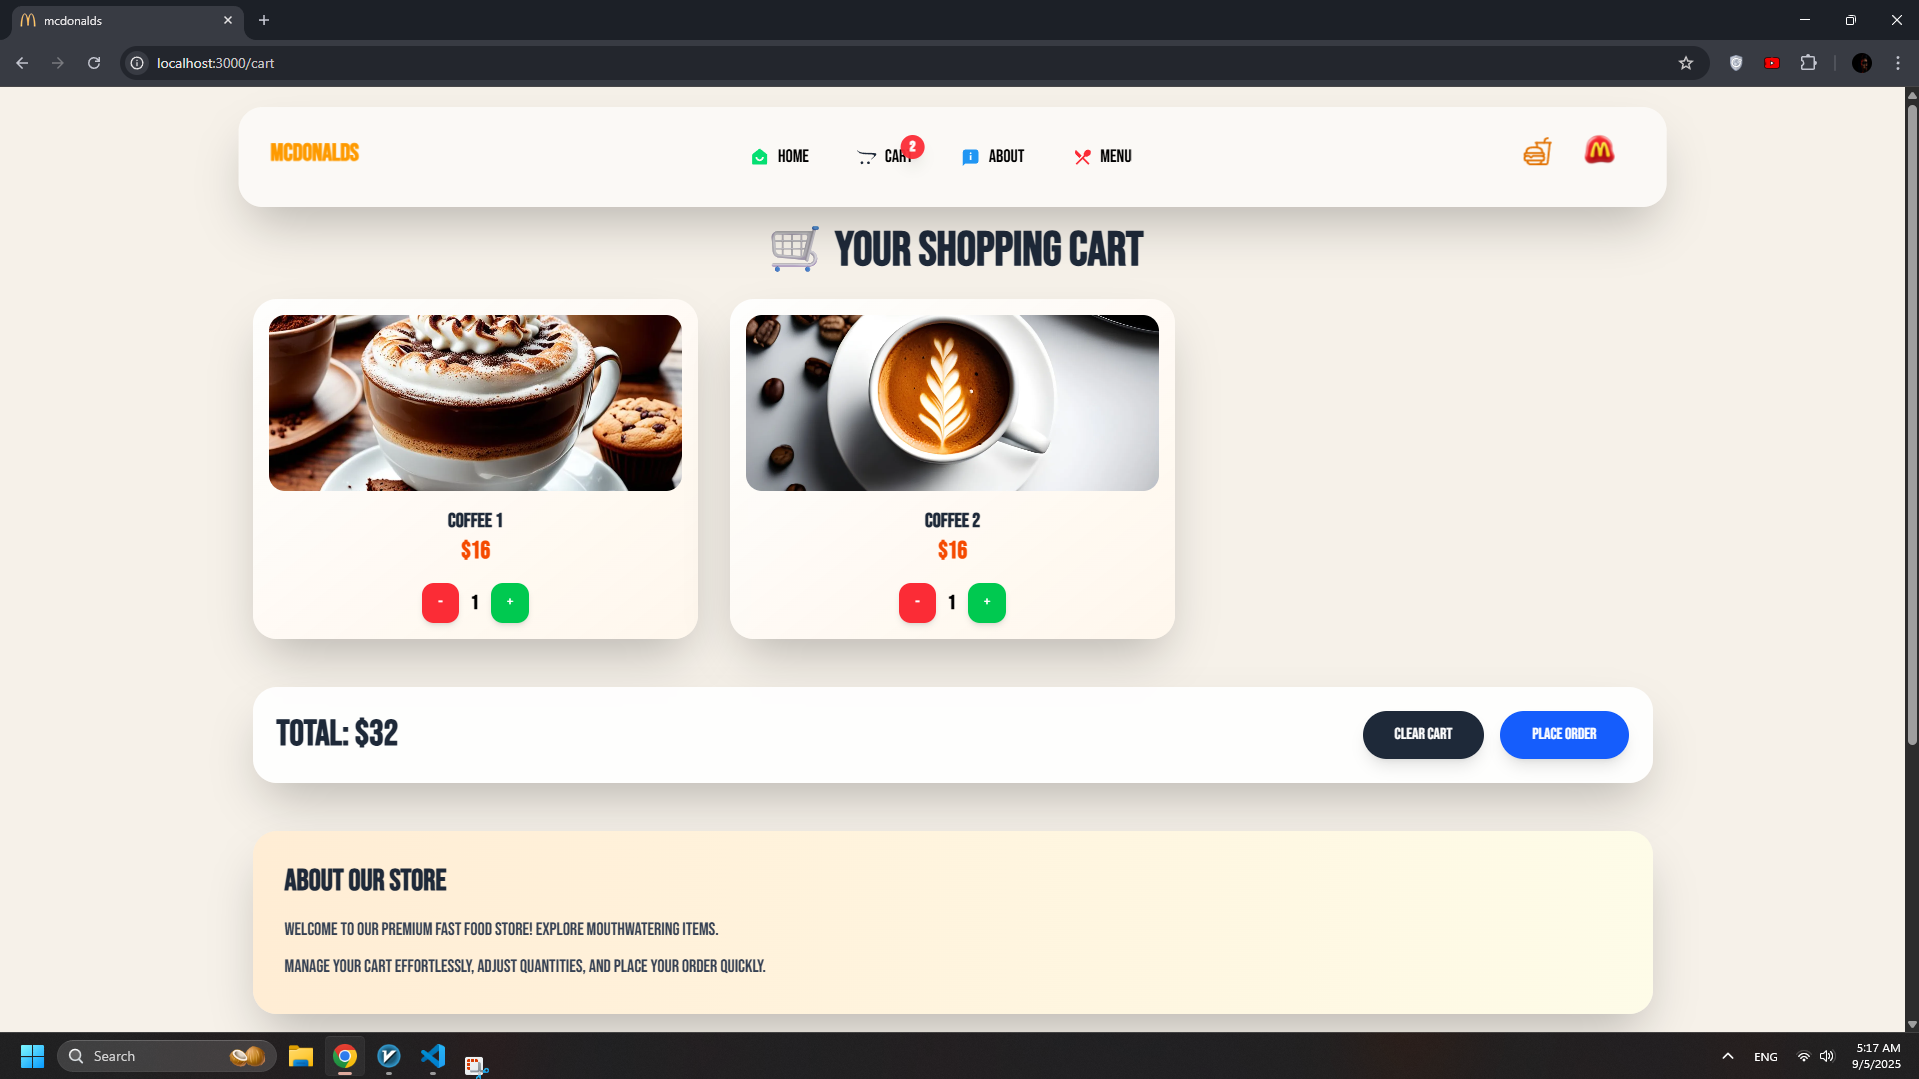 mcdonalds
localhost:3000/cart
MCDONALDS
HOME
CART
2
ABOUT
MENU
YOUR SHOPPING CART
COFFEE 1
$16
- 1 +
COFFEE 2
$16
- 1 +
TOTAL: $32
CLEAR CART
PLACE ORDER
ABOUT OUR STORE
WELCOME TO OUR PREMIUM FAST FOOD STORE! EXPLORE MOUTHWATERING ITEMS.
MANAGE YOUR CART EFFORTLESSLY, ADJUST QUANTITIES, AND PLACE YOUR ORDER QUICKLY.
Search
ENG
5:17 AM
9/5/2025